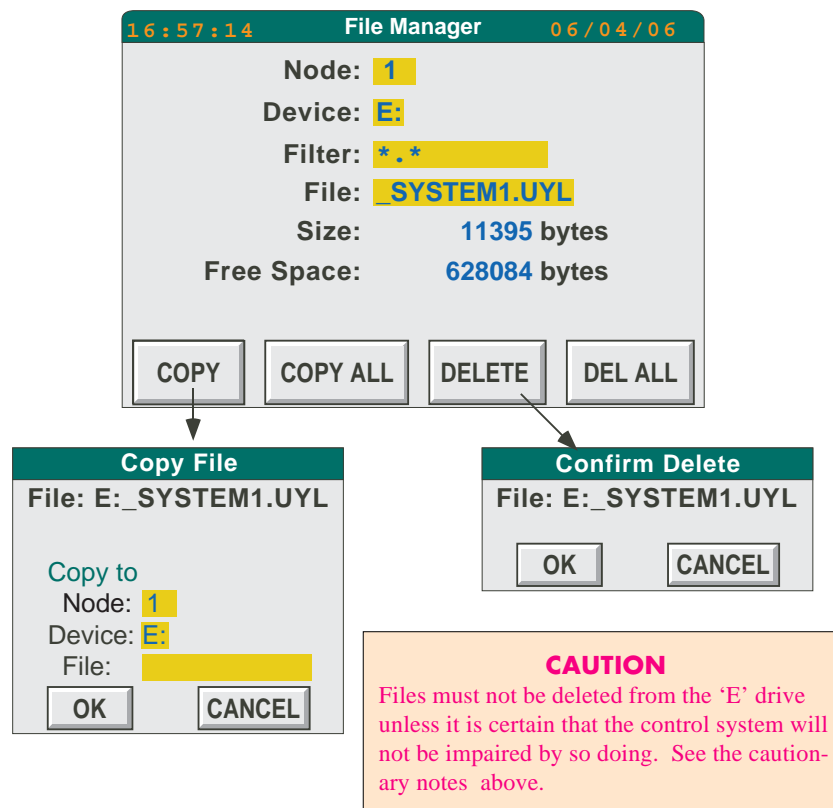 16:57:14 File Manager 06/04/06
Node: 1
Device: E:
Filter: *.*
File: _SYSTEM1.UYL
Size: 11395 bytes
Free Space: 628084 bytes
COPY COPY ALL DELETE DEL ALL
Copy File
File: E:_SYSTEM1.UYL
Copy to
Node: 1
Device: E:
File:
OK CANCEL
Confirm Delete
File: E:_SYSTEM1.UYL
OK CANCEL
CAUTION
Files must not be deleted from the ‘E’ drive
unless it is certain that the control system will
not be impaired by so doing. See the caution-
ary notes above.